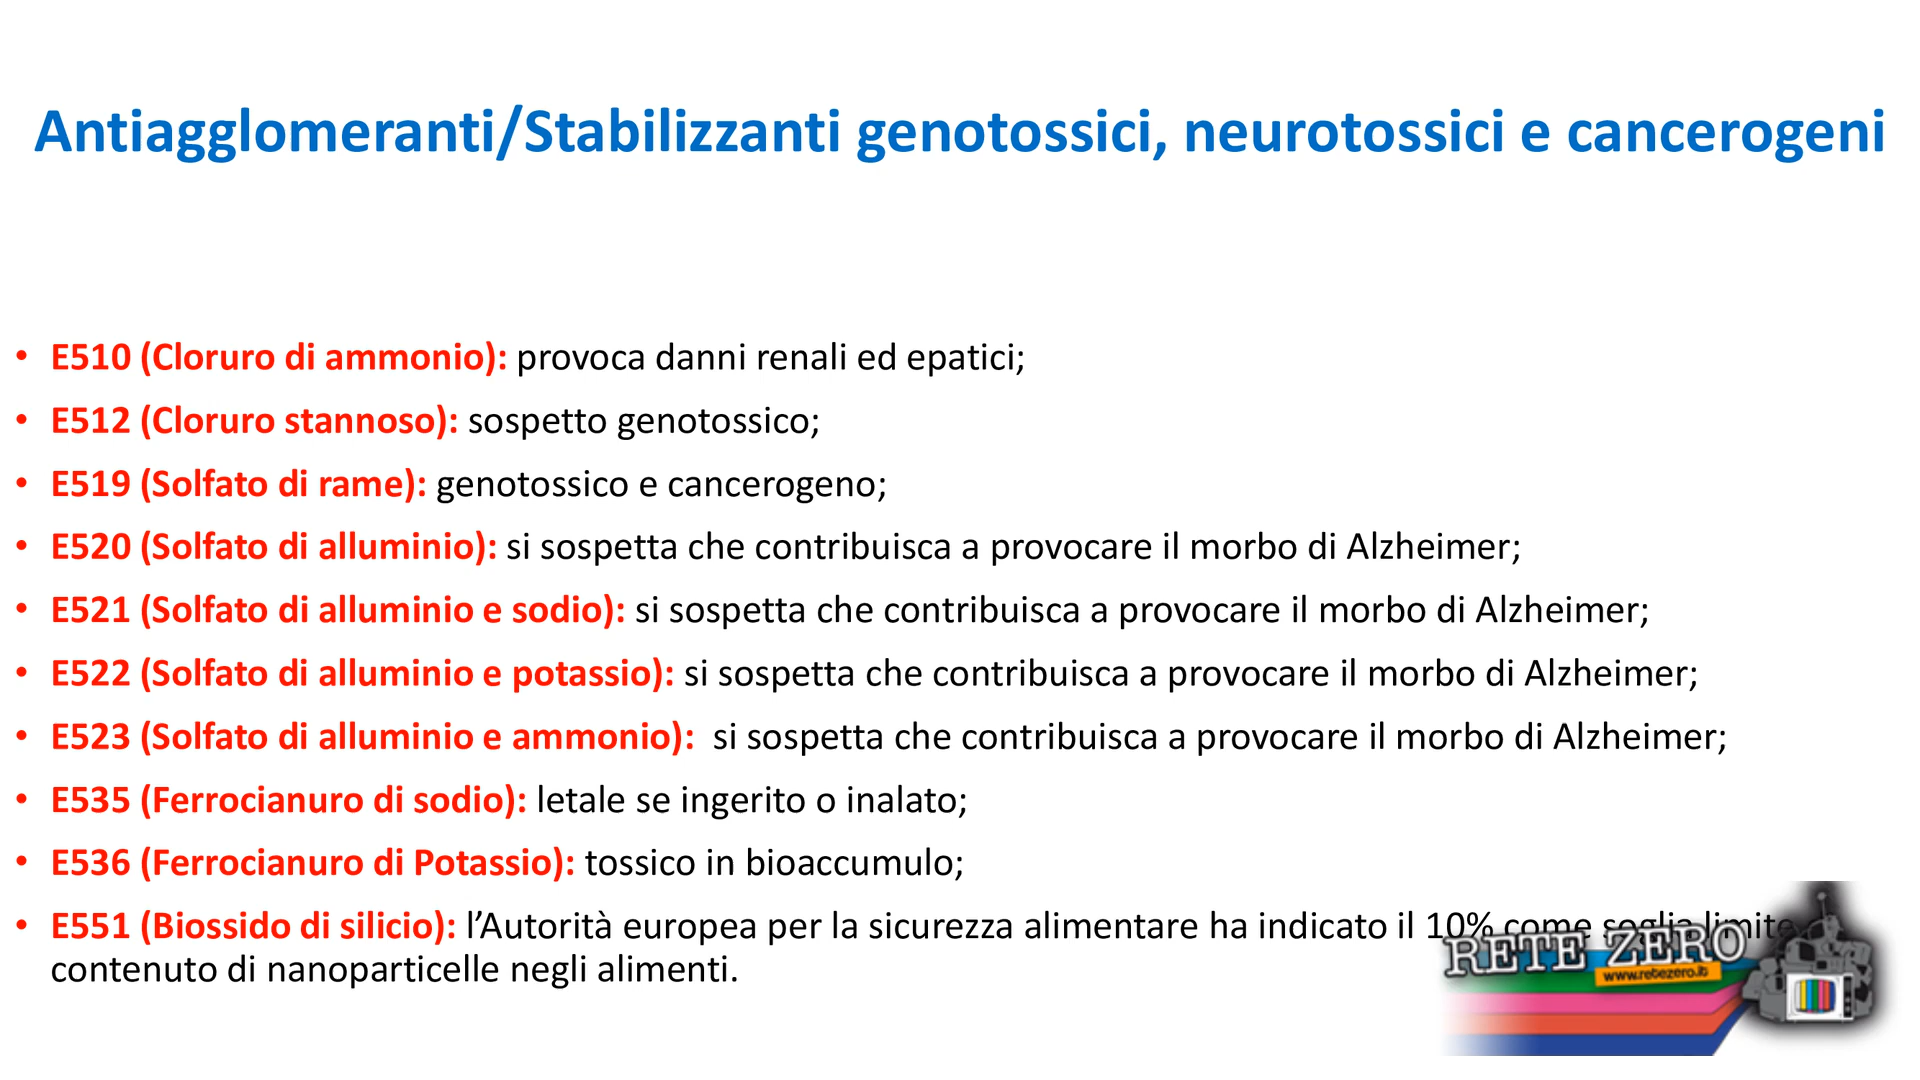 Antiagglomeranti/Stabilizzanti genotossici, neurotossici e cancerogeni
• E510 (Cloruro di ammonio): provoca danni renali ed epatici;
• E512 (Cloruro stannoso): sospetto genotossico;
• E519 (Solfato di rame): genotossico e cancerogeno;
• E520 (Solfato di alluminio): si sospetta che contribuisca a provocare il morbo di Alzheimer;
• E521 (Solfato di alluminio e sodio): si sospetta che contribuisca a provocare il morbo di Alzheimer;
• E522 (Solfato di alluminio e potassio): si sospetta che contribuisca a provocare il morbo di Alzheimer;
• E523 (Solfato di alluminio e ammonio): si sospetta che contribuisca a provocare il morbo di Alzheimer;
• E535 (Ferrocianuro di sodio): letale se ingerito o inalato;
• E536 (Ferrocianuro di Potassio): tossico in bioaccumulo;
• E551 (Biossido di silicio): l’Autorità europea per la sicurezza alimentare ha indicato il 10% come soglia limite
contenuto di nanoparticelle negli alimenti.
RETE ZERO
www.retezero.it